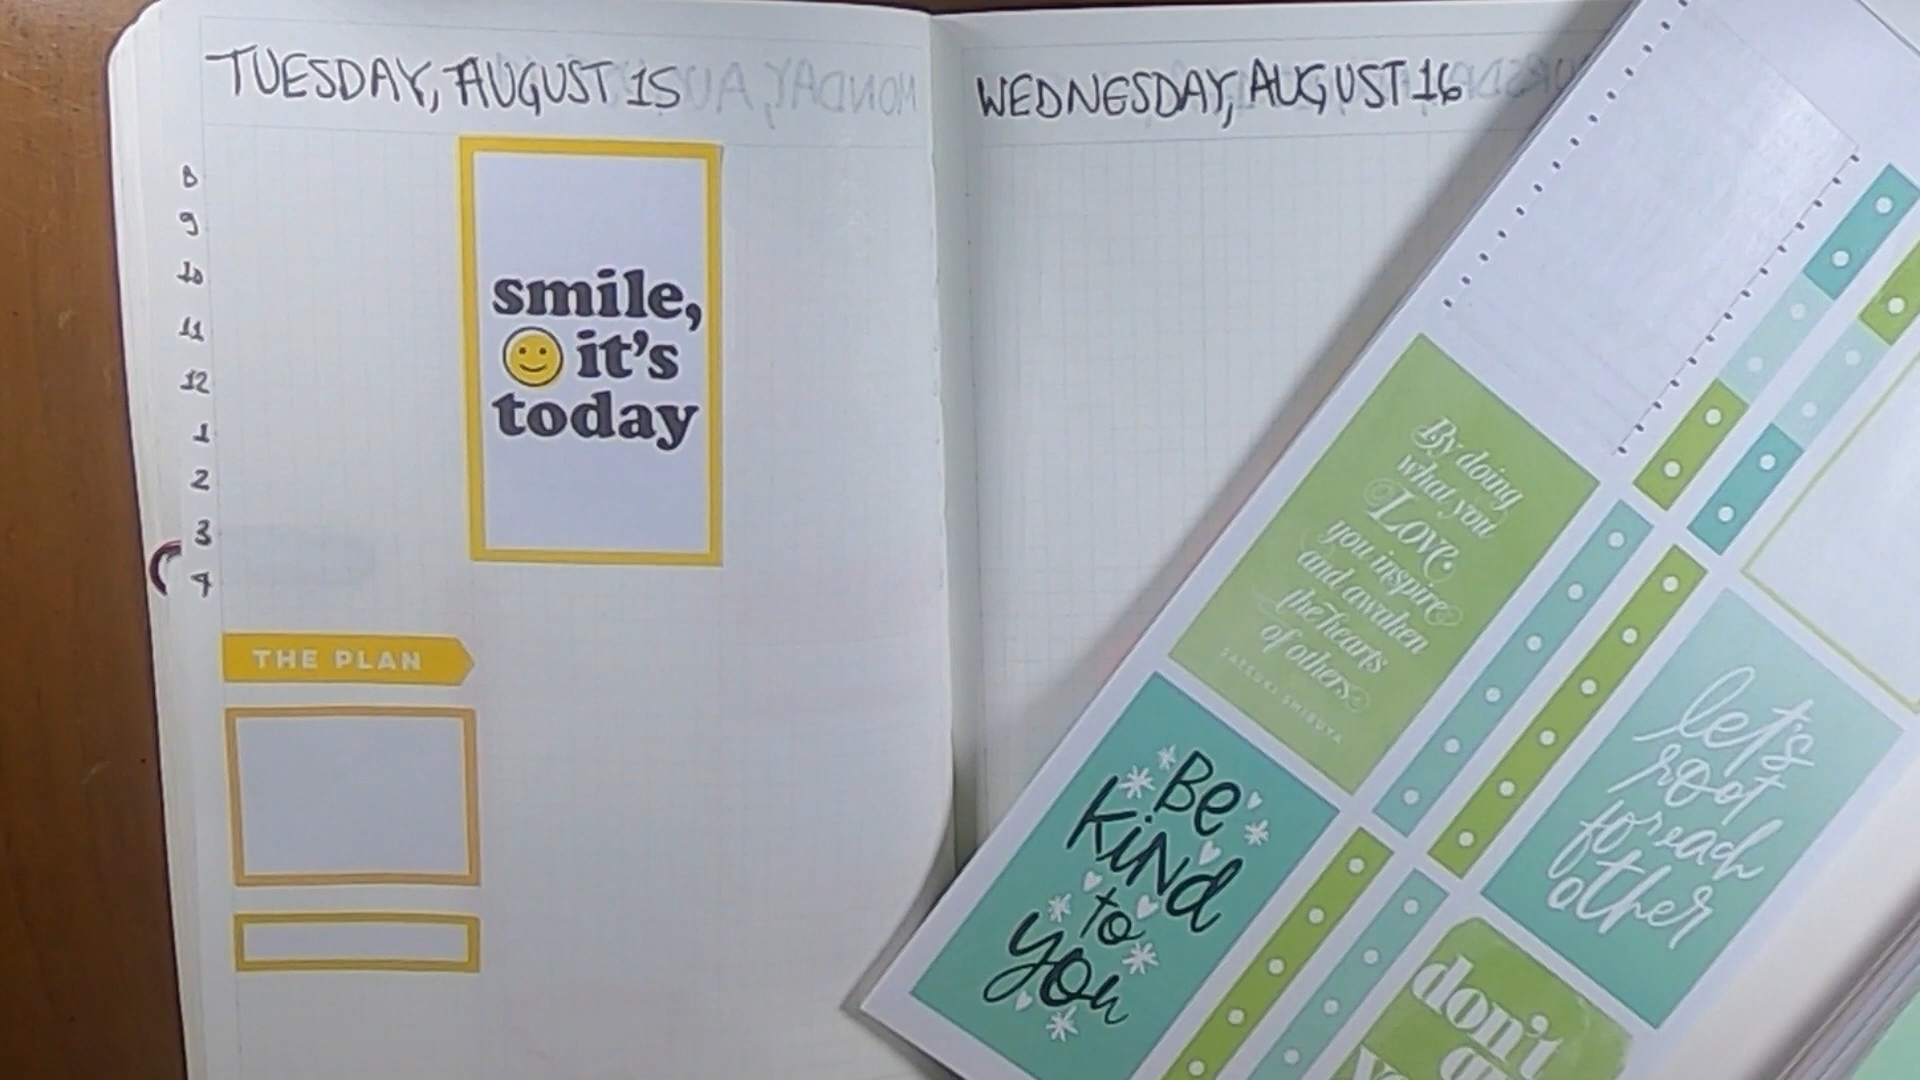 TUESDAY, AUGUST 15
8
9
10
11
12
1
2
3
4
smile,
it's
today
THE PLAN
WEDNESDAY, AUGUST 16
By doing
what you
Love
you inspire
and awaken
the hearts
of others.
SATSUKI SHIBUYA
Be
KiNd
to
you
let's
root
for each
other
don't